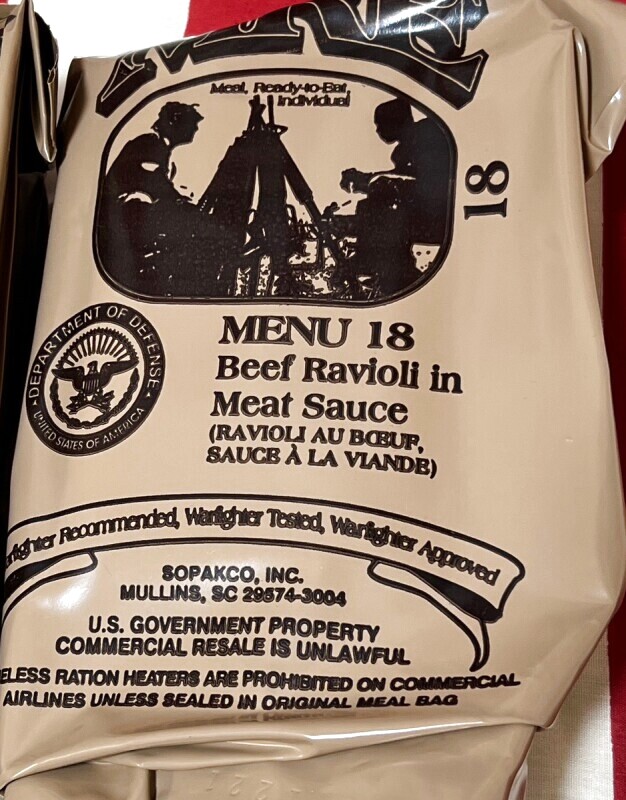 MRE
Meal, Ready-to-Eat,
Individual
18
DEPARTMENT OF DEFENSE
UNITED STATES OF AMERICA
MENU 18
Beef Ravioli in
Meat Sauce
(RAVIOLI AU BŒUF,
SAUCE À LA VIANDE)
Recommended, Warfighter Tested, Warfighter Approved
SOPAKCO, INC.
MULLINS, SC 29574-3004
U.S. GOVERNMENT PROPERTY
COMMERCIAL RESALE IS UNLAWFUL
ELESS RATION HEATERS ARE PROHIBITED ON COMMERCIAL
AIRLINES UNLESS SEALED IN ORIGINAL MEAL BAG